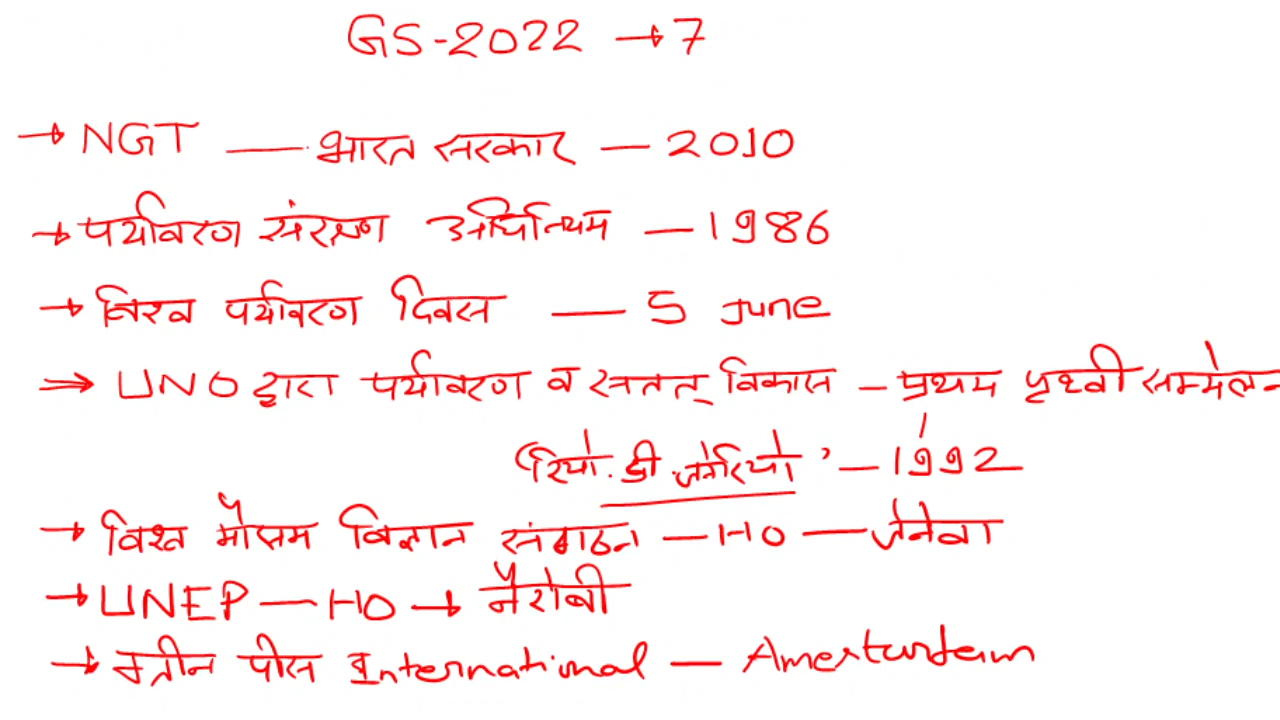 GS-2022 → 7
→ NGT — भारत सरकार — 2010
→ पर्यावरण संरक्षण अधिनियम — 1986
→ विश्व पर्यावरण दिवस — 5 June
⇒ UNO द्वारा पर्यावरण व सतत् विकास – प्रथम पृथ्वी सम्मेलन
(रियो. डी जेनेरियो' – 1992
→ विश्व मौसम विज्ञान संगठन – HO – जेनेवा
→ UNEP – HO → नैरोबी
→ ग्रीन पीस International – Amesturdam